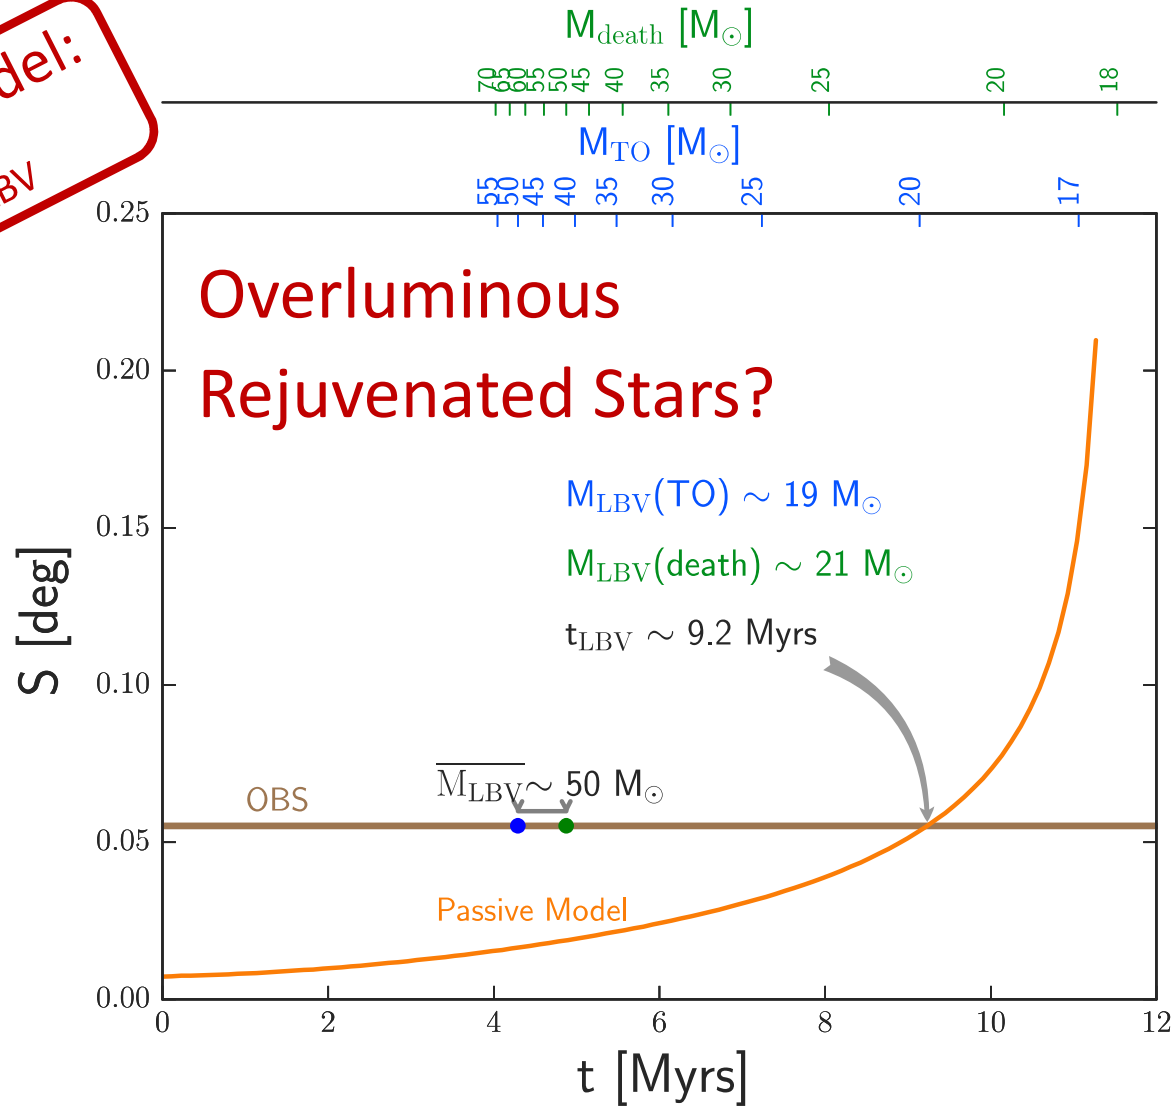 del:
BV
M_death [M_⊙]
70 65 60 55 50 45 40 35 30 25 20 18
M_TO [M_⊙]
55 50 45 40 35 30 25 20 17
0.25
Overluminous
Rejuvenated Stars?
0.20
M_LBV(TO) ∼ 19 M_⊙
0.15
M_LBV(death) ∼ 21 M_⊙
t_LBV ∼ 9.2 Myrs
S [deg]
0.10
M_LBV ∼ 50 M_⊙
OBS
0.05
Passive Model
0.00
0 2 4 6 8 10 12
t [Myrs]